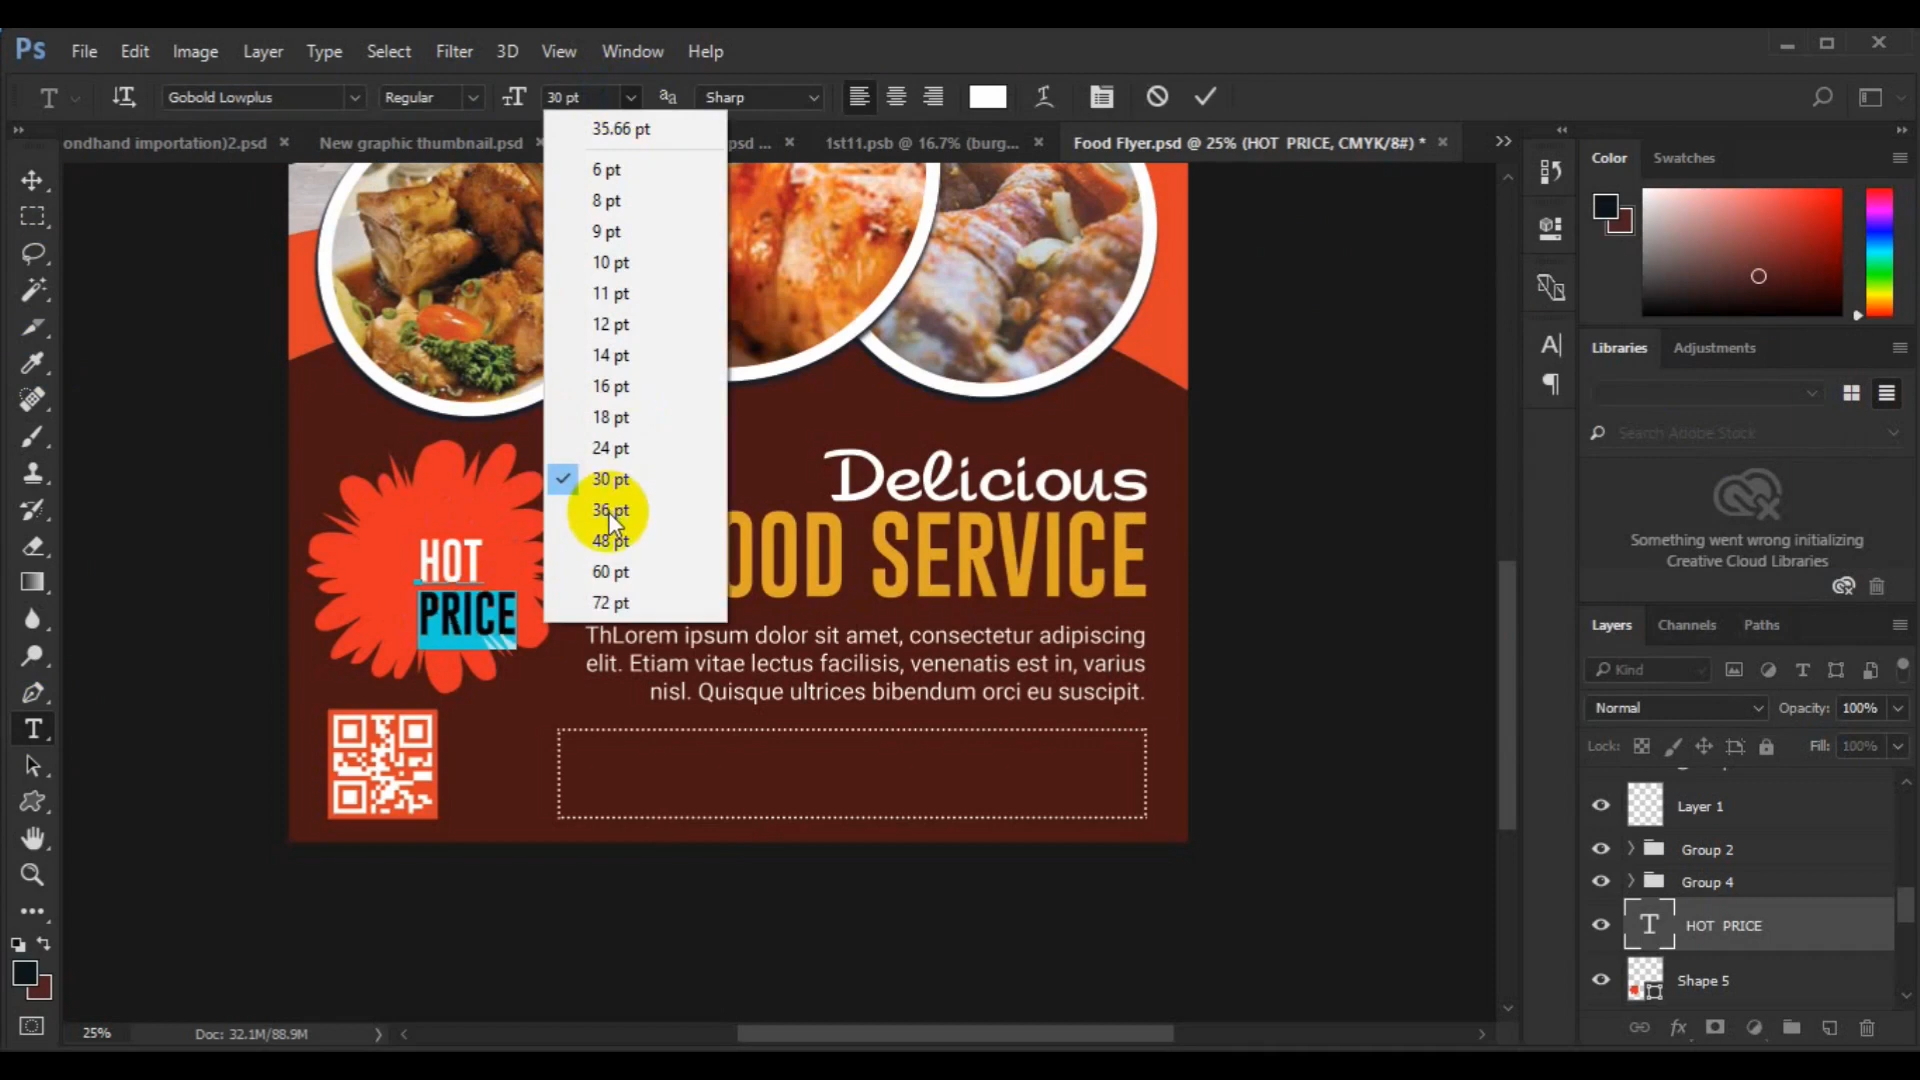 Ps File Edit Image Layer Type Select Filter 3D View Window Help
T Gobold Lowplus Regular 30 pt aa Sharp
ondhand importation)2.psd New graphic thumbnail.psd psd ... 1st11.psb @ 16.7% (burg... Food Flyer.psd @ 25% (HOT PRICE, CMYK/8#) *
35.66 pt
6 pt
8 pt
9 pt
10 pt
11 pt
12 pt
14 pt
16 pt
18 pt
24 pt
30 pt
36 pt
48 pt
60 pt
72 pt
HOT
PRICE
Delicious
OOD SERVICE
ThLorem ipsum dolor sit amet, consectetur adipiscing
elit. Etiam vitae lectus facilisis, venenatis est in, varius
nisl. Quisque ultrices bibendum orci eu suscipit.
25% Doc: 32.1M/88.9M
Color Swatches
Libraries Adjustments
Search Adobe Stock
Something went wrong initializing
Creative Cloud Libraries
Layers Channels Paths
Kind
Normal Opacity: 100%
Lock: Fill: 100%
Layer 1
Group 2
Group 4
HOT PRICE
Shape 5
fx